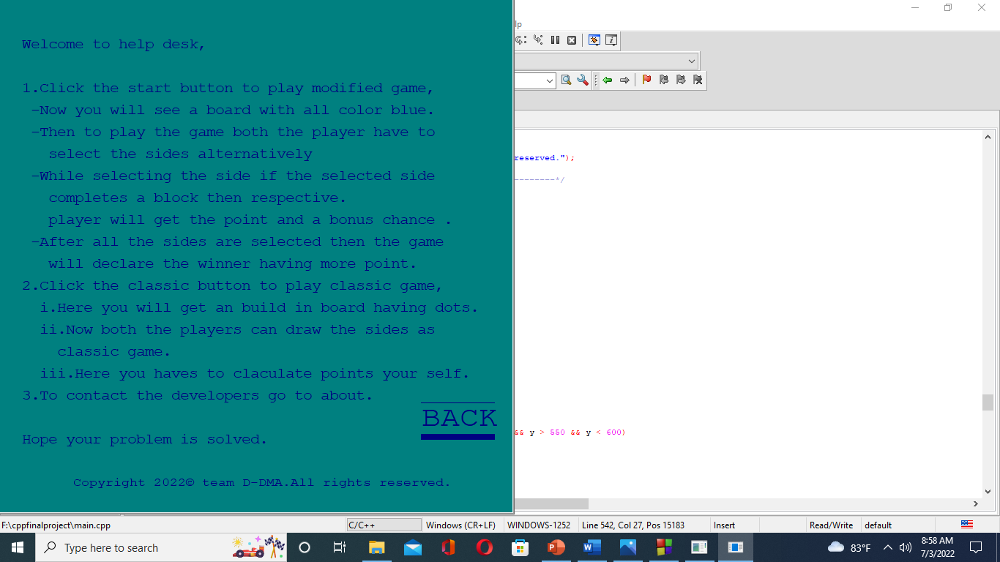 Welcome to help desk,
1.Click the start button to play modified game,
-Now you will see a board with all color blue.
-Then to play the game both the player have to
select the sides alternatively
-While selecting the side if the selected side
completes a block then respective.
player will get the point and a bonus chance .
-After all the sides are selected then the game
will declare the winner having more point.
2.Click the classic button to play classic game,
i.Here you will get an build in board having dots.
ii.Now both the players can draw the sides as
classic game.
iii.Here you haves to claculate points your self.
3.To contact the developers go to about.
BACK
Hope your problem is solved.
Copyright 2022© team D-DMA.All rights reserved.
lp
reserved.");
--------*/
&& y > 550 && y < 600)
F:\cppfinalproject\main.cpp C/C++ Windows (CR+LF) WINDOWS-1252 Line 542, Col 27, Pos 15183 Insert Read/Write default
Type here to search 83°F 8:58 AM
7/3/2022